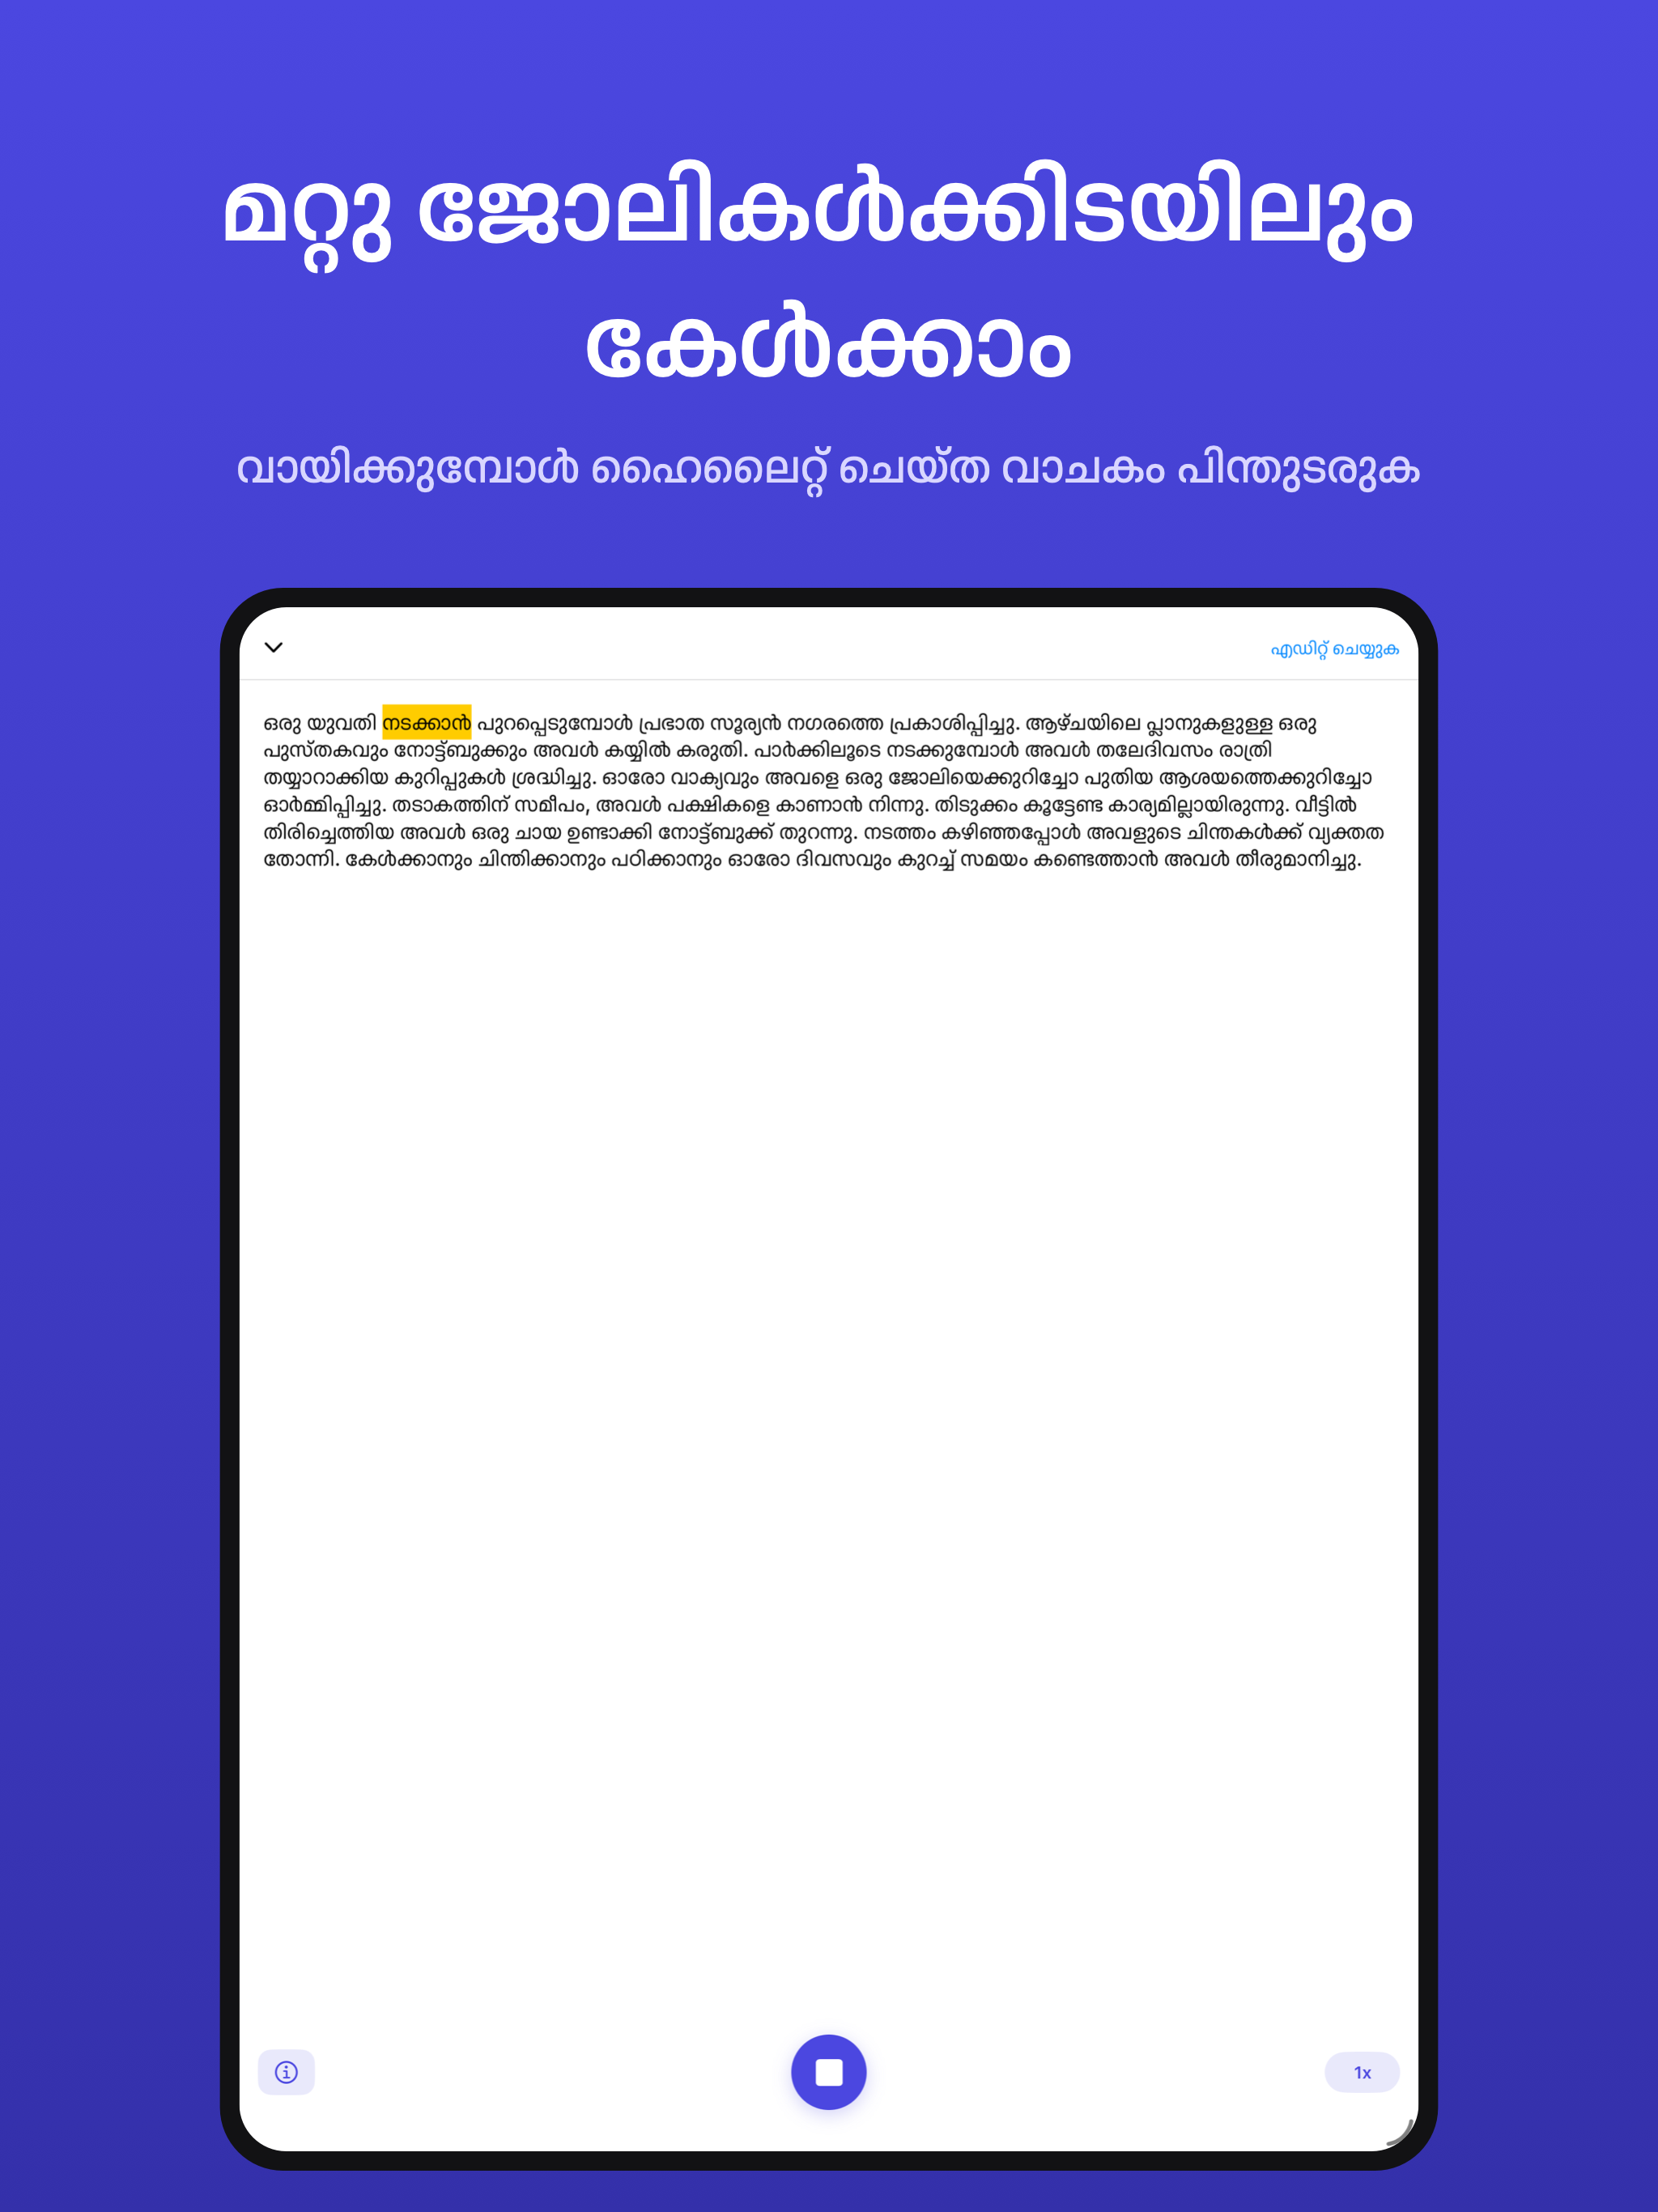 മറ്റു ജോലികൾക്കിടയിലും
കേൾക്കാം
വായിക്കുമ്പോൾ ഹൈലൈറ്റ് ചെയ്ത വാചകം പിന്തുടരുക
എഡിറ്റ് ചെയ്യുക
ഒരു യുവതി നടക്കാൻ പുറപ്പെടുമ്പോൾ പ്രഭാത സൂര്യൻ നഗരത്തെ പ്രകാശിപ്പിച്ചു. ആഴ്ചയിലെ പ്ലാനുകളുള്ള ഒരു
പുസ്തകവും നോട്ട്ബുക്കും അവൾ കയ്യിൽ കരുതി. പാർക്കിലൂടെ നടക്കുമ്പോൾ അവൾ തലേദിവസം രാത്രി
തയ്യാറാക്കിയ കുറിപ്പുകൾ ശ്രദ്ധിച്ചു. ഓരോ വാക്യവും അവളെ ഒരു ജോലിയെക്കുറിച്ചോ പുതിയ ആശയത്തെക്കുറിച്ചോ
ഓർമ്മിപ്പിച്ചു. തടാകത്തിന് സമീപം, അവൾ പക്ഷികളെ കാണാൻ നിന്നു. തിടുക്കം കൂട്ടേണ്ട കാര്യമില്ലായിരുന്നു. വീട്ടിൽ
തിരിച്ചെത്തിയ അവൾ ഒരു ചായ ഉണ്ടാക്കി നോട്ട്ബുക്ക് തുറന്നു. നടത്തം കഴിഞ്ഞപ്പോൾ അവളുടെ ചിന്തകൾക്ക് വ്യക്തത
തോന്നി. കേൾക്കാനും ചിന്തിക്കാനും പഠിക്കാനും ഓരോ ദിവസവും കുറച്ച് സമയം കണ്ടെത്താൻ അവൾ തീരുമാനിച്ചു.
1x